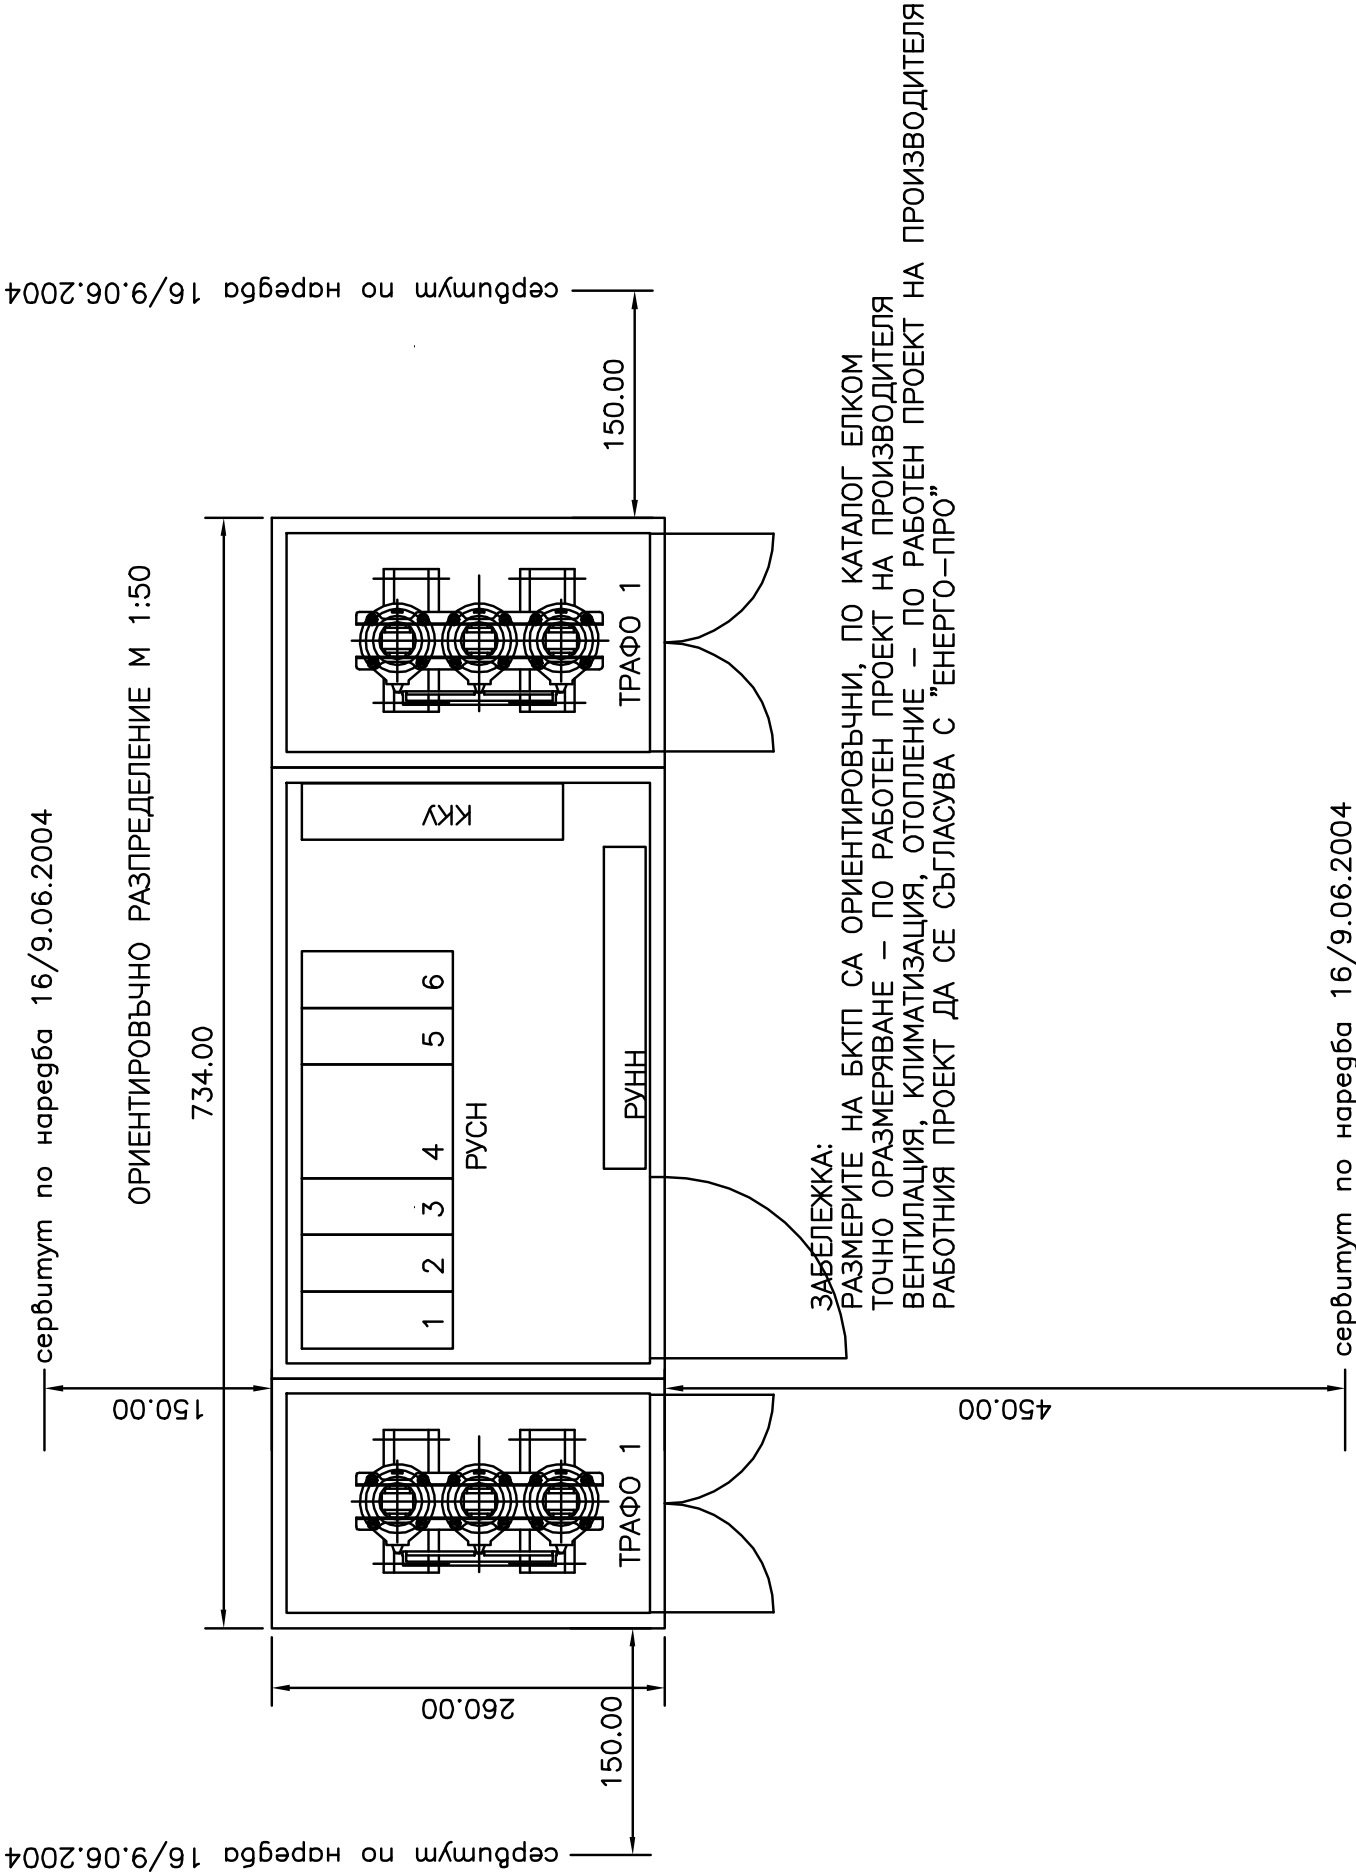 сервитут по наредба 16/9.06.2004
ОРИЕНТИРОВЪЧНО РАЗПРЕДЕЛЕНИЕ М 1:50
734.00
150.00
260.00
150.00
сервитут по наредба 16/9.06.2004
150.00
сервитут по наредба 16/9.06.2004
ТРАФО 1
1
2
3
4
5
6
РУСН
ККУ
РУНН
ТРАФО 1
450.00
сервитут по наредба 16/9.06.2004
ЗАБЕЛЕЖКА:
РАЗМЕРИТЕ НА БКТП СА ОРИЕНТИРОВЪЧНИ, ПО КАТАЛОГ ЕЛКОМ
ТОЧНО ОРАЗМЕРЯВАНЕ – ПО РАБОТЕН ПРОЕКТ НА ПРОИЗВОДИТЕЛЯ
ВЕНТИЛАЦИЯ, КЛИМАТИЗАЦИЯ, ОТОПЛЕНИЕ – ПО РАБОТЕН ПРОЕКТ НА ПРОИЗВОДИТЕЛЯ
РАБОТНИЯ ПРОЕКТ ДА СЕ СЪГЛАСУВА С "ЕНЕРГО-ПРО"